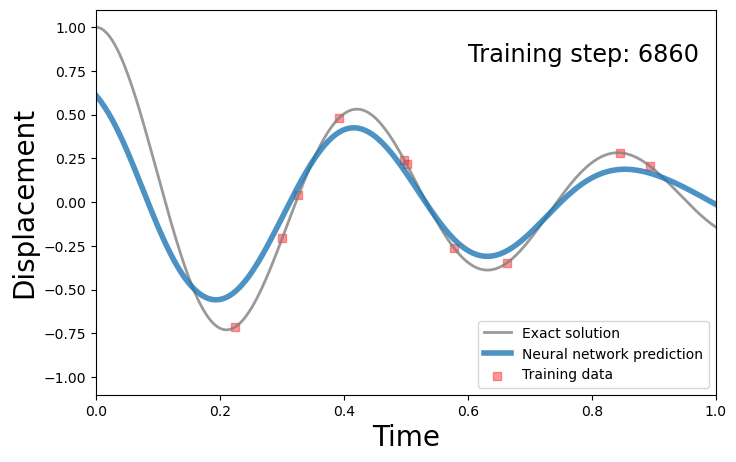 Training step: 6860
1.00
0.75
0.50
0.25
0.00
−0.25
−0.50
−0.75
−1.00
Displacement
Exact solution
Neural network prediction
Training data
0.0 0.2 0.4 0.6 0.8 1.0
Time